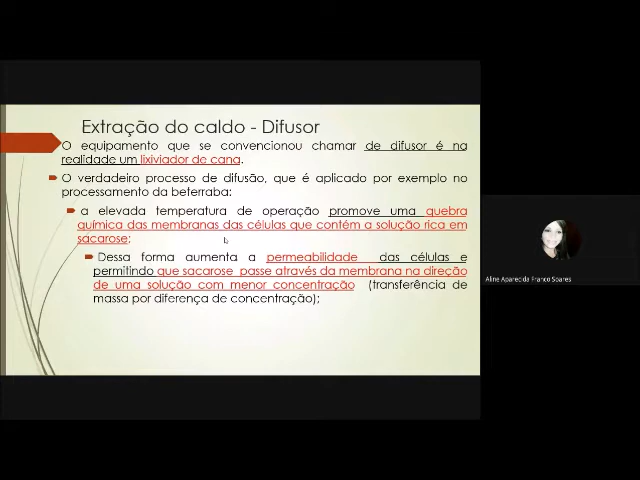 Extração do caldo - Difusor
O equipamento que se convencionou chamar de difusor é na
realidade um lixiviador de cana.
O verdadeiro processo de difusão, que é aplicado por exemplo no
processamento da beterraba:
a elevada temperatura de operação promove uma quebra
química das membranas das células que contém a solução rica em
sacarose;
Dessa forma aumenta a permeabilidade das células e
permitindo que sacarose passe através da membrana na direção
de uma solução com menor concentração (transferência de
massa por diferença de concentração);
Aline Aparecida Franco Soares